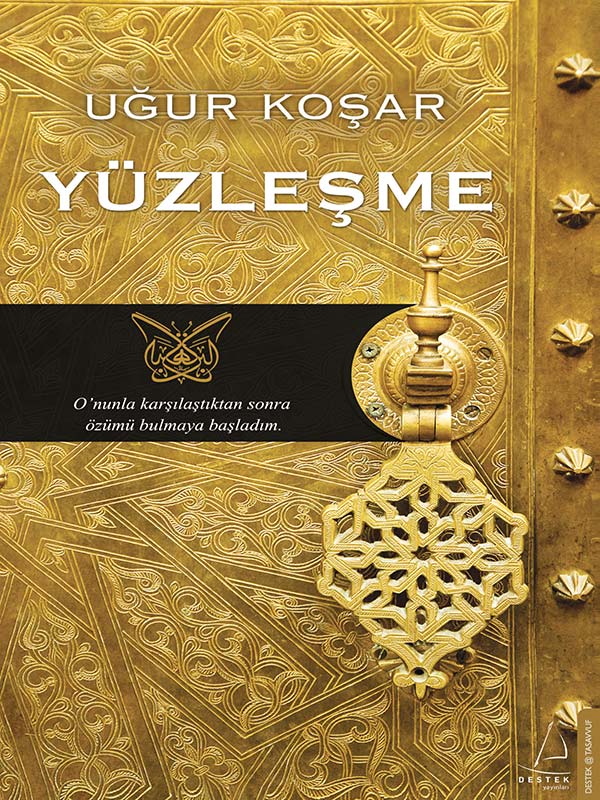 UĞUR KOŞAR
YÜZLEŞME
O’nunla karşılaştıktan sonra
özümü bulmaya başladım.
DESTEK
yayınları
DESTEK @ TASAVVUF